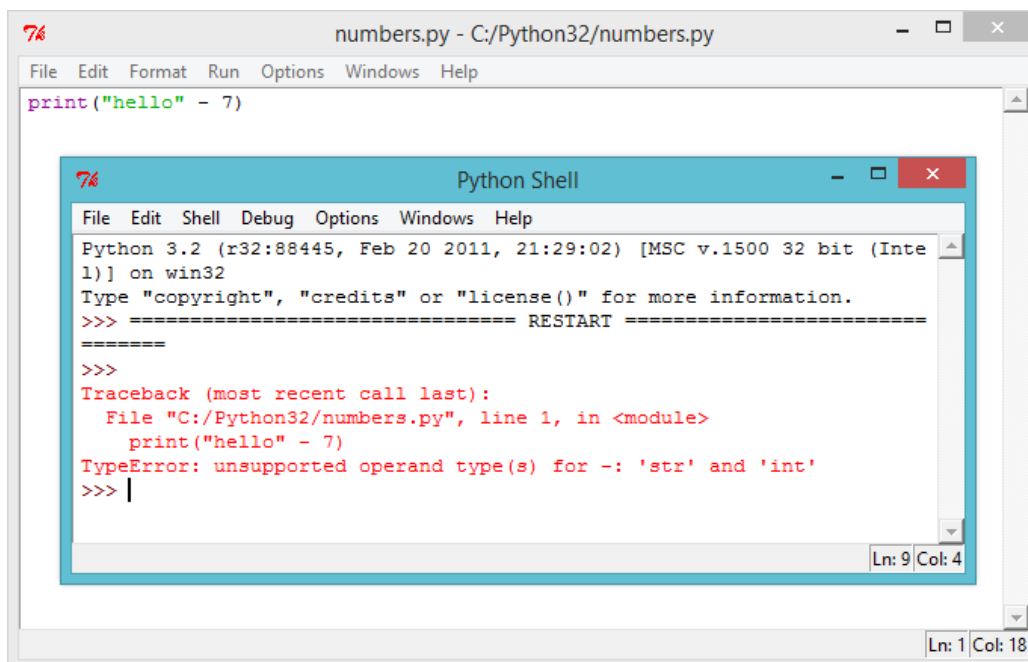 numbers.py - C:/Python32/numbers.py
File Edit Format Run Options Windows Help
print("hello" - 7)
Python Shell
File Edit Shell Debug Options Windows Help
Python 3.2 (r32:88445, Feb 20 2011, 21:29:02) [MSC v.1500 32 bit (Inte
l)] on win32
Type "copyright", "credits" or "license()" for more information.
>>> ================================ RESTART =========================
=======
>>>
Traceback (most recent call last):
  File "C:/Python32/numbers.py", line 1, in <module>
    print("hello" - 7)
TypeError: unsupported operand type(s) for -: 'str' and 'int'
>>>
Ln: 9 Col: 4
Ln: 1 Col: 18